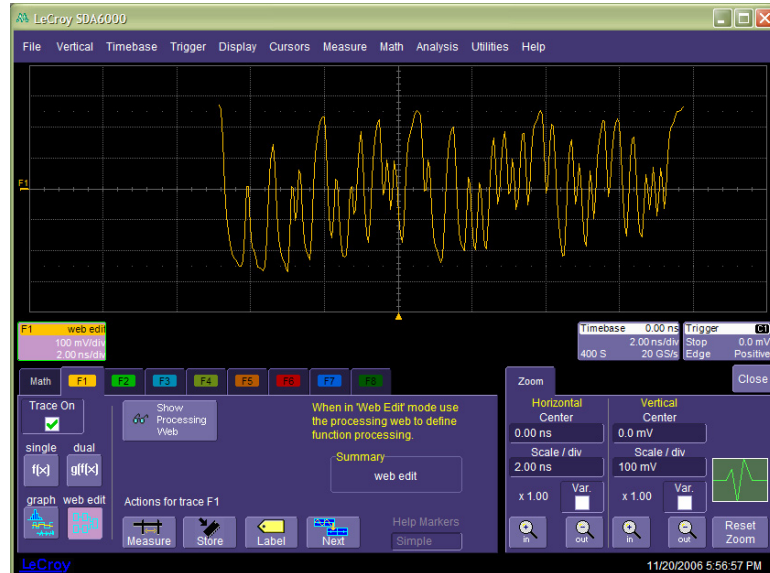 LeCroy SDA6000
File Vertical Timebase Trigger Display Cursors Measure Math Analysis Utilities Help
F1
F1 web edit
100 mV/div
2.00 ns/div
Timebase 0.00 ns
2.00 ns/div
400 S 20 GS/s
Trigger C1
Stop 0.0 mV
Edge Positive
Math F1 F2 F3 F4 F5 F6 F7 F8
Trace On
single dual
f(x) g(f(x)
graph web edit
Show
Processing
Web
When in 'Web Edit' mode use
the processing web to define
function processing.
Summary
web edit
Actions for trace F1
Measure Store Label Next
Help Markers
Simple
Zoom
Close
Horizontal
Center
0.00 ns
Scale / div
2.00 ns
x 1.00 Var.
in out
Vertical
Center
0.0 mV
Scale / div
100 mV
x 1.00 Var.
in out
Reset
Zoom
LeCroy
11/20/2006 5:56:57 PM